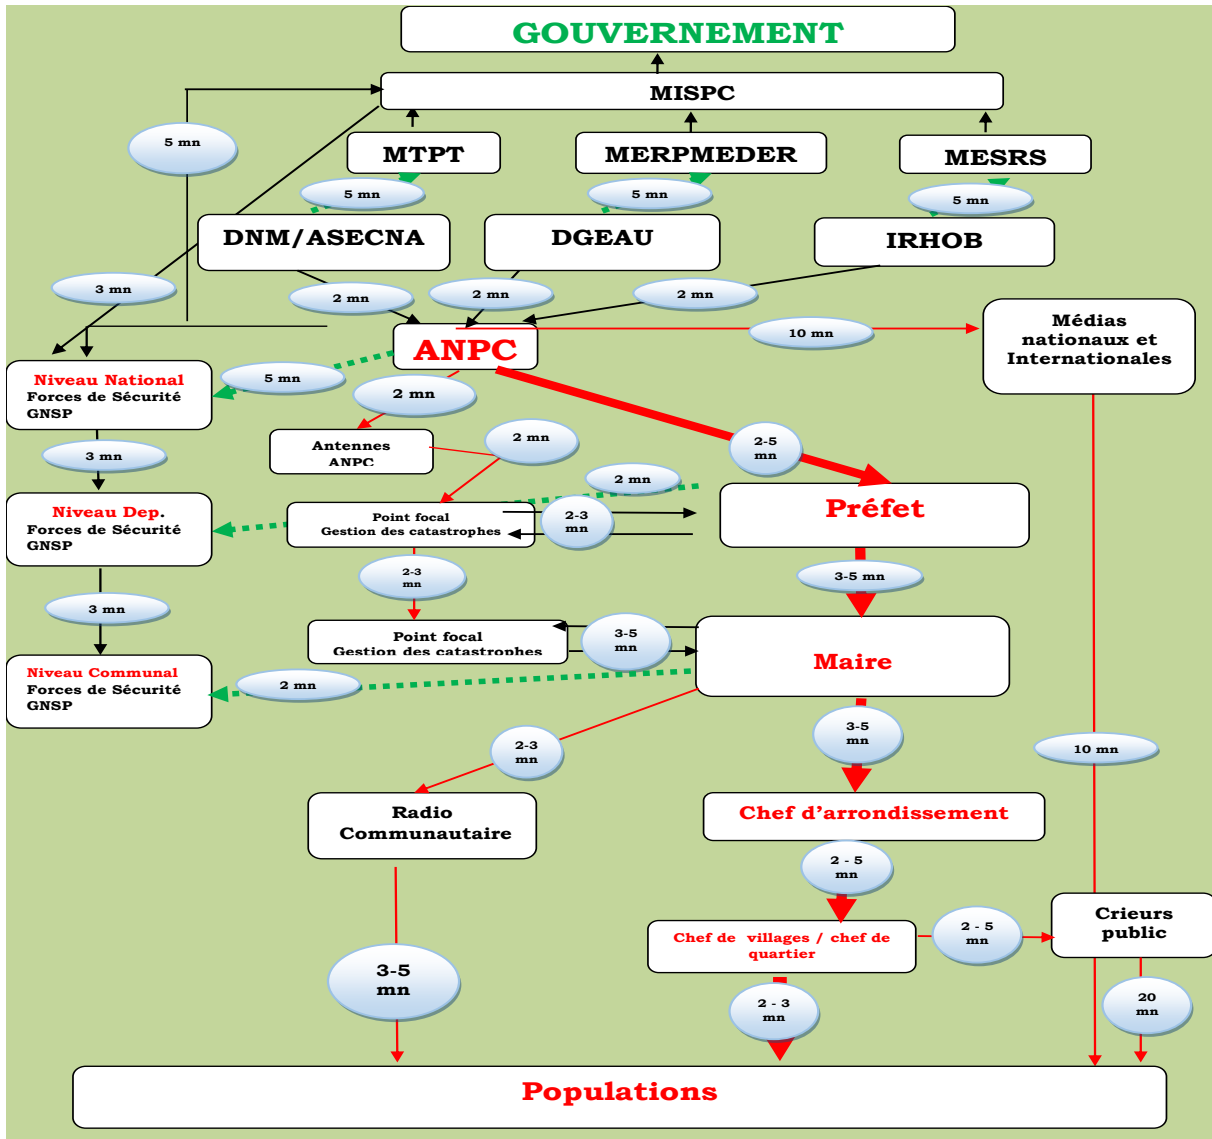 GOUVERNEMENT
MISPC
5 mn
MTPT
MERPMEDER
MESRS
5 mn
5 mn
5 mn
DNM/ASECNA
DGEAU
IRHOB
3 mn
2 mn
2 mn
2 mn
Médias
nationaux et
Internationales
10 mn
ANPC
Niveau National
Forces de Sécurité
GNSP
5 mn
2 mn
Antennes
ANPC
2 mn
2-5
mn
3 mn
2 mn
Niveau Dep.
Forces de Sécurité
GNSP
Point focal
Gestion des catastrophes
2-3
mn
Préfet
2-3
mn
3-5 mn
3 mn
Point focal
Gestion des catastrophes
3-5
mn
Maire
Niveau Communal
Forces de Sécurité
GNSP
2 mn
2-3
mn
3-5
mn
10 mn
Radio
Communautaire
Chef d’arrondissement
2 - 5
mn
Chef de villages / chef de
quartier
2 - 5
mn
Crieurs
public
3-5
mn
2 - 3
mn
20
mn
Populations